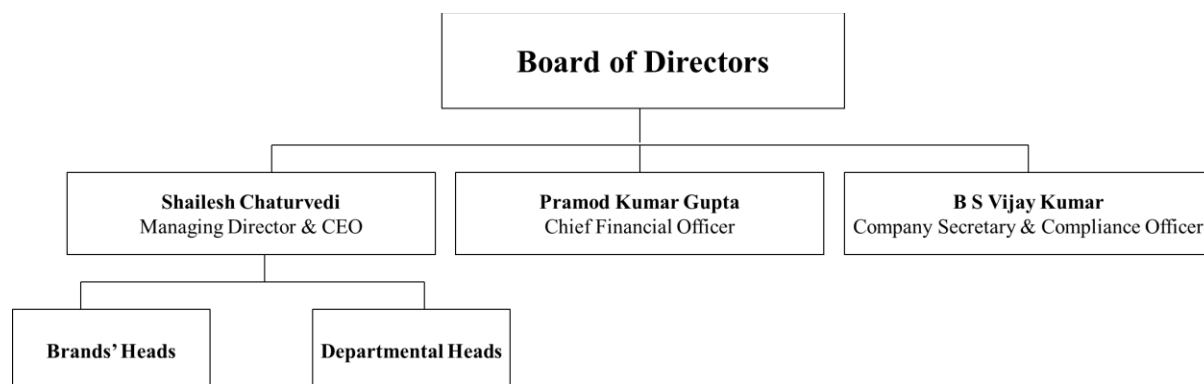 Board of Directors
Shailesh Chaturvedi
Managing Director & CEO
Pramod Kumar Gupta
Chief Financial Officer
B S Vijay Kumar
Company Secretary & Compliance Officer
Brands’ Heads
Departmental Heads